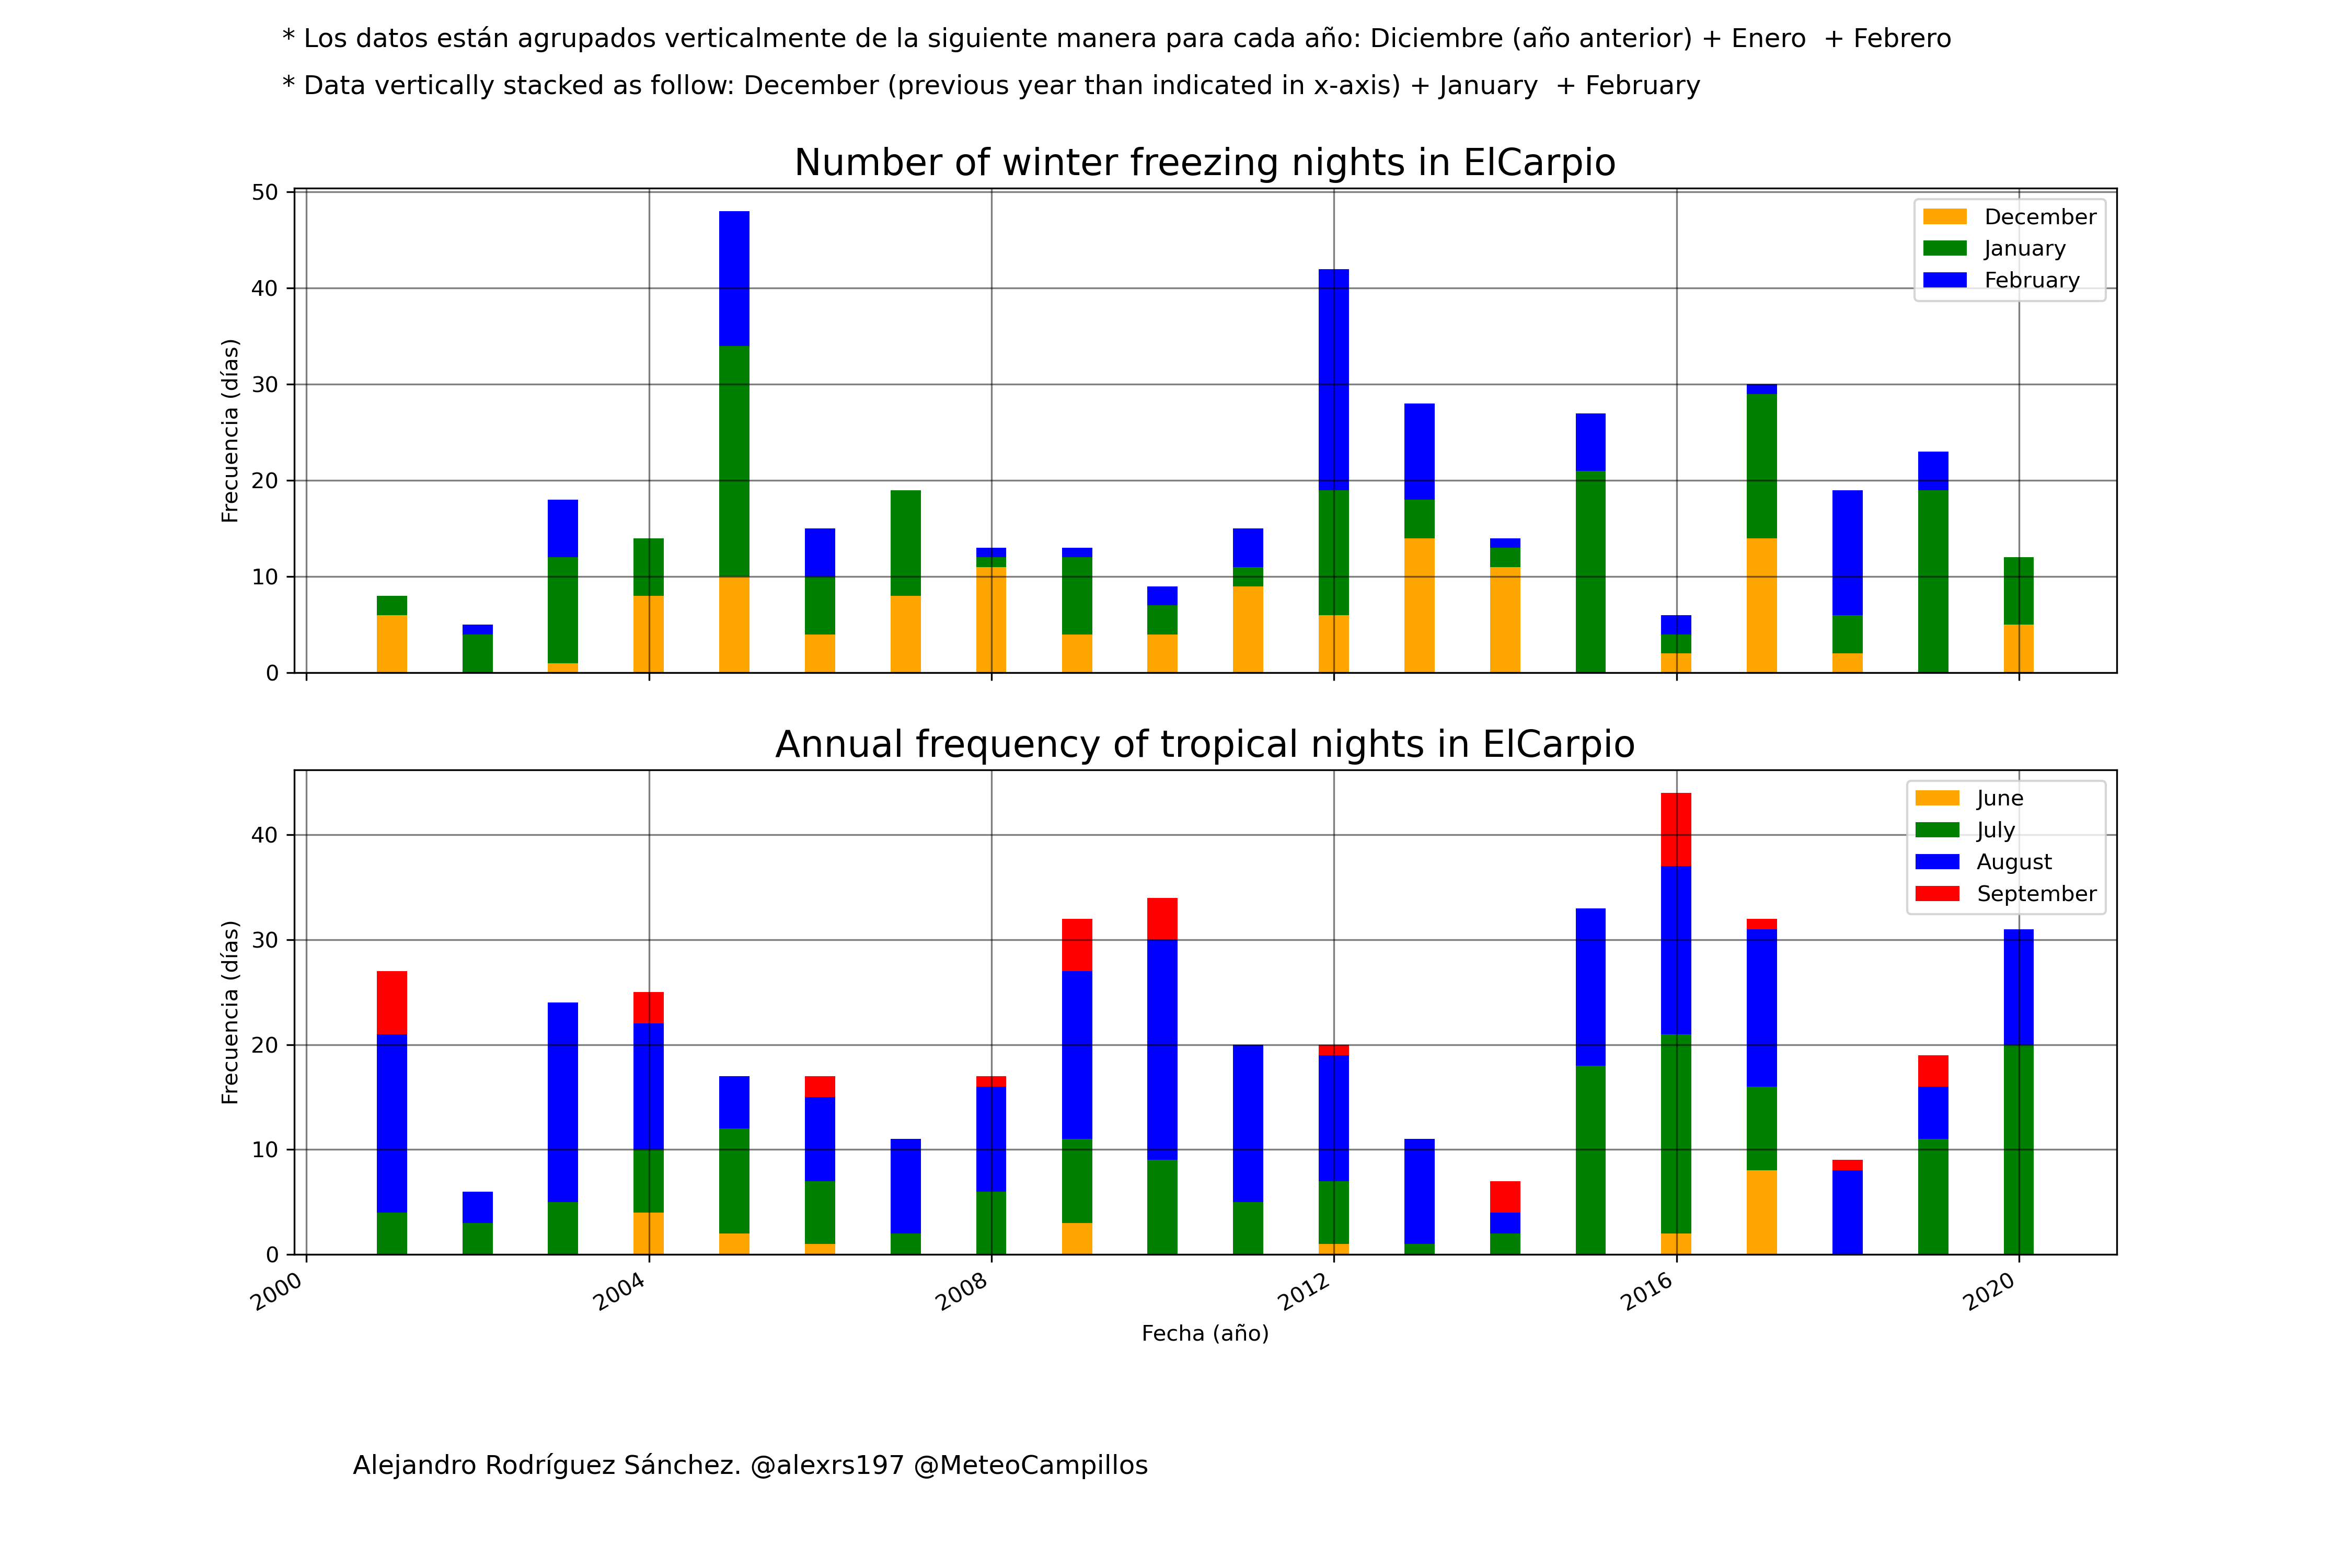 * Los datos están agrupados verticalmente de la siguiente manera para cada año: Diciembre (año anterior) + Enero  + Febrero
* Data vertically stacked as follow: December (previous year than indicated in x-axis) + January  + February
Number of winter freezing nights in ElCarpio
50
40
30
20
10
0
Frecuencia (días)
December
January
February
Annual frequency of tropical nights in ElCarpio
40
30
20
10
0
Frecuencia (días)
June
July
August
September
2000 2004 2008 2012 2016 2020
Fecha (año)
Alejandro Rodríguez Sánchez. @alexrs197 @MeteoCampillos